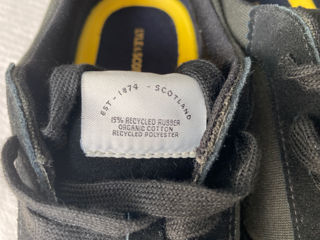 EST - 1874 - SCOTLAND
15% RECYCLED RUBBER
ORGANIC COTTON
RECYCLED POLYESTER